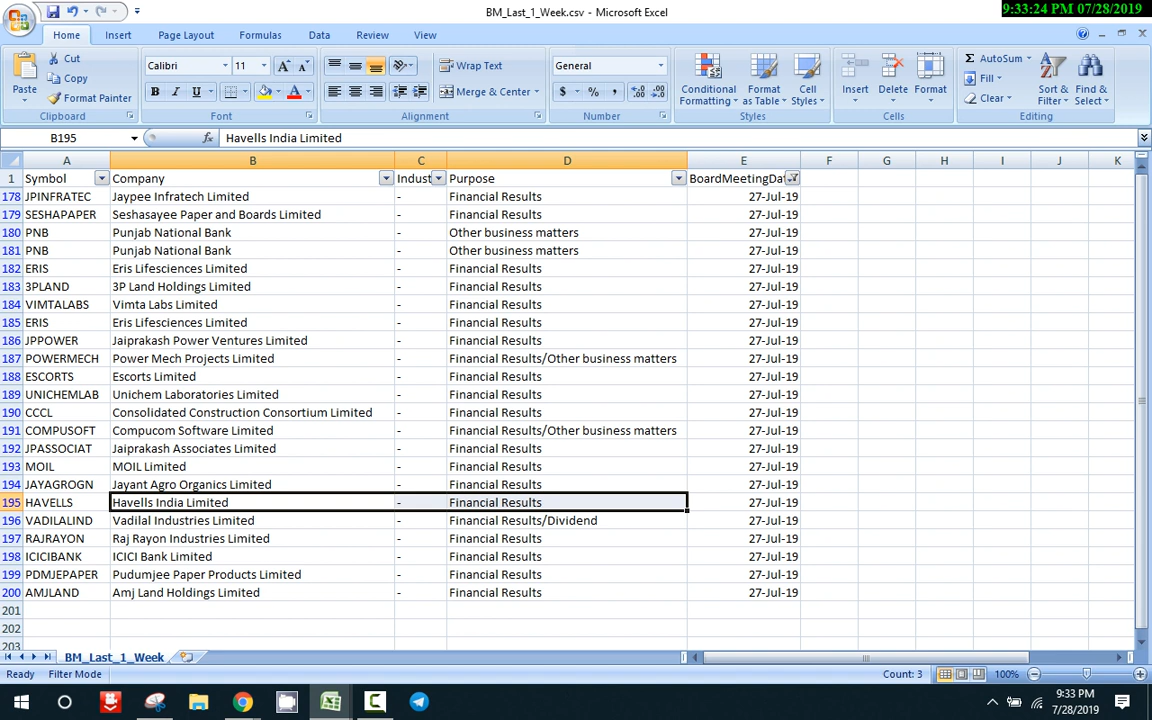 BM_Last_1_Week.csv - Microsoft Excel
9:33:24 PM 07/28/2019
Home Insert Page Layout Formulas Data Review View
Paste Cut Copy Format Painter Clipboard
Calibri 11 A A B I U A Font
Wrap Text Merge & Center Alignment
General $ % , .0 .00 .00 .0 Number
Conditional Formatting Format as Table Cell Styles Styles
Insert Delete Format Cells
Σ AutoSum Fill Clear Sort & Filter Find & Select Editing
B195 fx Havells India Limited
A B C D E F G H I J K
1 Symbol Company Indust Purpose BoardMeetingDat
178 JPINFRATEC Jaypee Infratech Limited - Financial Results 27-Jul-19
179 SESHAPAPER Seshasayee Paper and Boards Limited - Financial Results 27-Jul-19
180 PNB Punjab National Bank - Other business matters 27-Jul-19
181 PNB Punjab National Bank - Other business matters 27-Jul-19
182 ERIS Eris Lifesciences Limited - Financial Results 27-Jul-19
183 3PLAND 3P Land Holdings Limited - Financial Results 27-Jul-19
184 VIMTALABS Vimta Labs Limited - Financial Results 27-Jul-19
185 ERIS Eris Lifesciences Limited - Financial Results 27-Jul-19
186 JPPOWER Jaiprakash Power Ventures Limited - Financial Results 27-Jul-19
187 POWERMECH Power Mech Projects Limited - Financial Results/Other business matters 27-Jul-19
188 ESCORTS Escorts Limited - Financial Results 27-Jul-19
189 UNICHEMLAB Unichem Laboratories Limited - Financial Results 27-Jul-19
190 CCCL Consolidated Construction Consortium Limited - Financial Results 27-Jul-19
191 COMPUSOFT Compucom Software Limited - Financial Results/Other business matters 27-Jul-19
192 JPASSOCIAT Jaiprakash Associates Limited - Financial Results 27-Jul-19
193 MOIL MOIL Limited - Financial Results 27-Jul-19
194 JAYAGROGN Jayant Agro Organics Limited - Financial Results 27-Jul-19
195 HAVELLS Havells India Limited - Financial Results 27-Jul-19
196 VADILALIND Vadilal Industries Limited - Financial Results/Dividend 27-Jul-19
197 RAJRAYON Raj Rayon Industries Limited - Financial Results 27-Jul-19
198 ICICIBANK ICICI Bank Limited - Financial Results 27-Jul-19
199 PDMJEPAPER Pudumjee Paper Products Limited - Financial Results 27-Jul-19
200 AMJLAND Amj Land Holdings Limited - Financial Results 27-Jul-19
201
202
203
BM_Last_1_Week
Ready Filter Mode Count: 3 100%
9:33 PM
7/28/2019